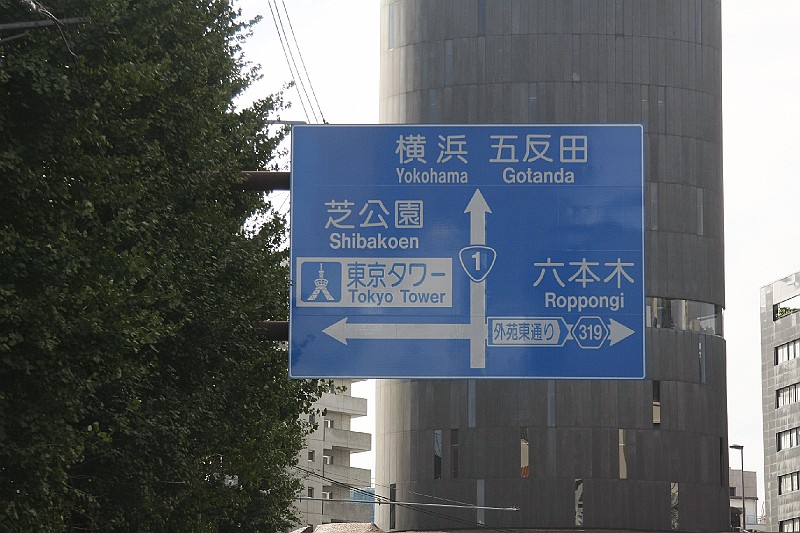 横浜 五反田
Yokohama Gotanda
芝公園
Shibakoen
東京タワー
Tokyo Tower
1
六本木
Roppongi
外苑東通り 319